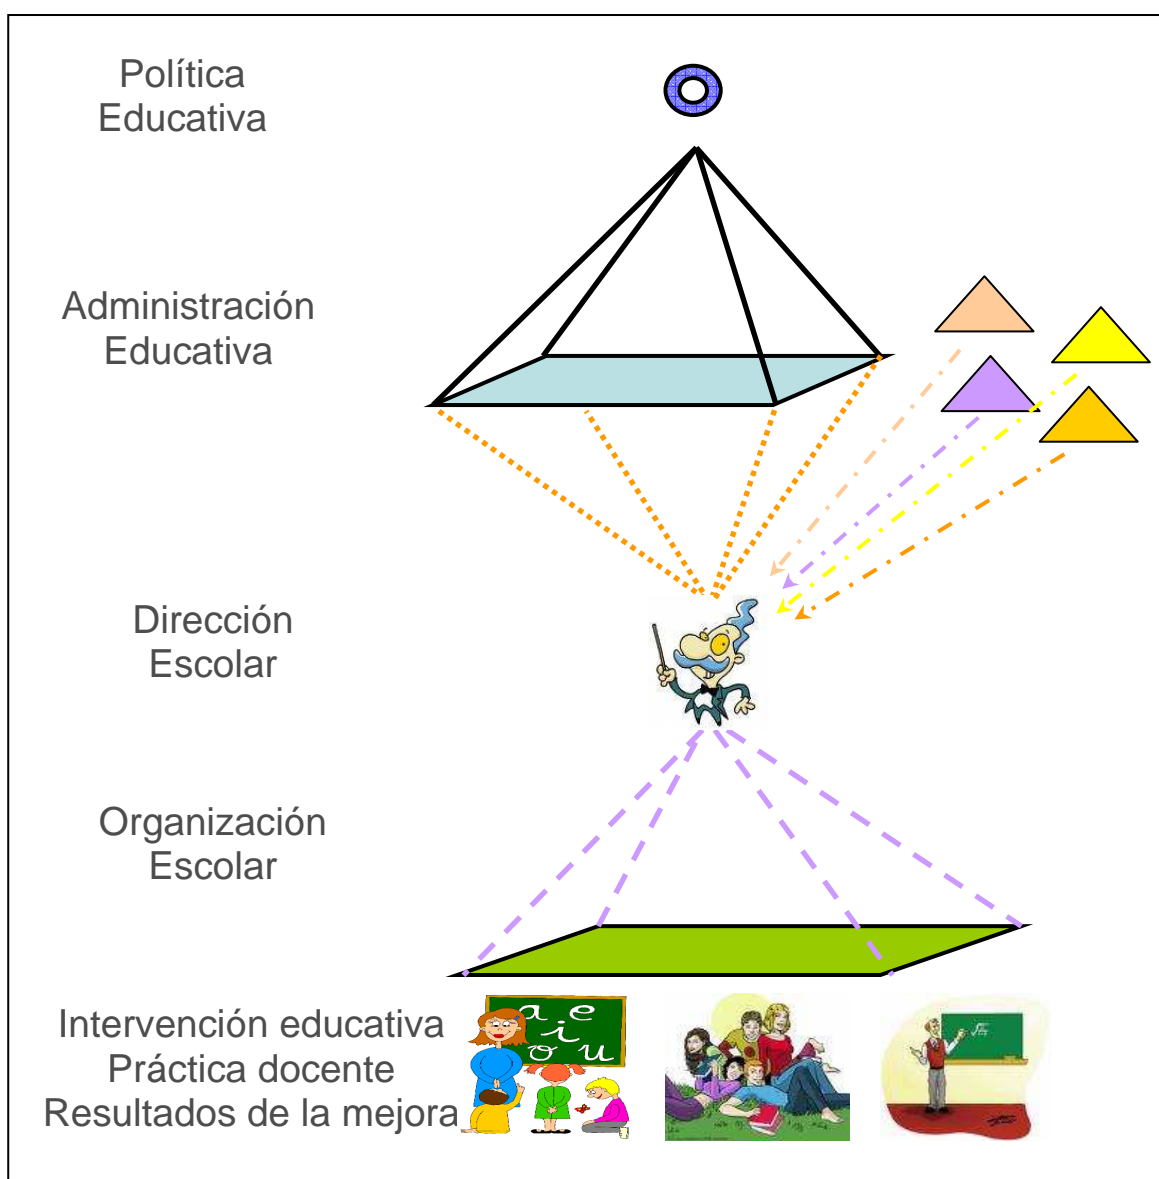 Política
Educativa
Administración
Educativa
Dirección
Escolar
Organización
Escolar
Intervención educativa
Práctica docente
Resultados de la mejora
a e
i
o u